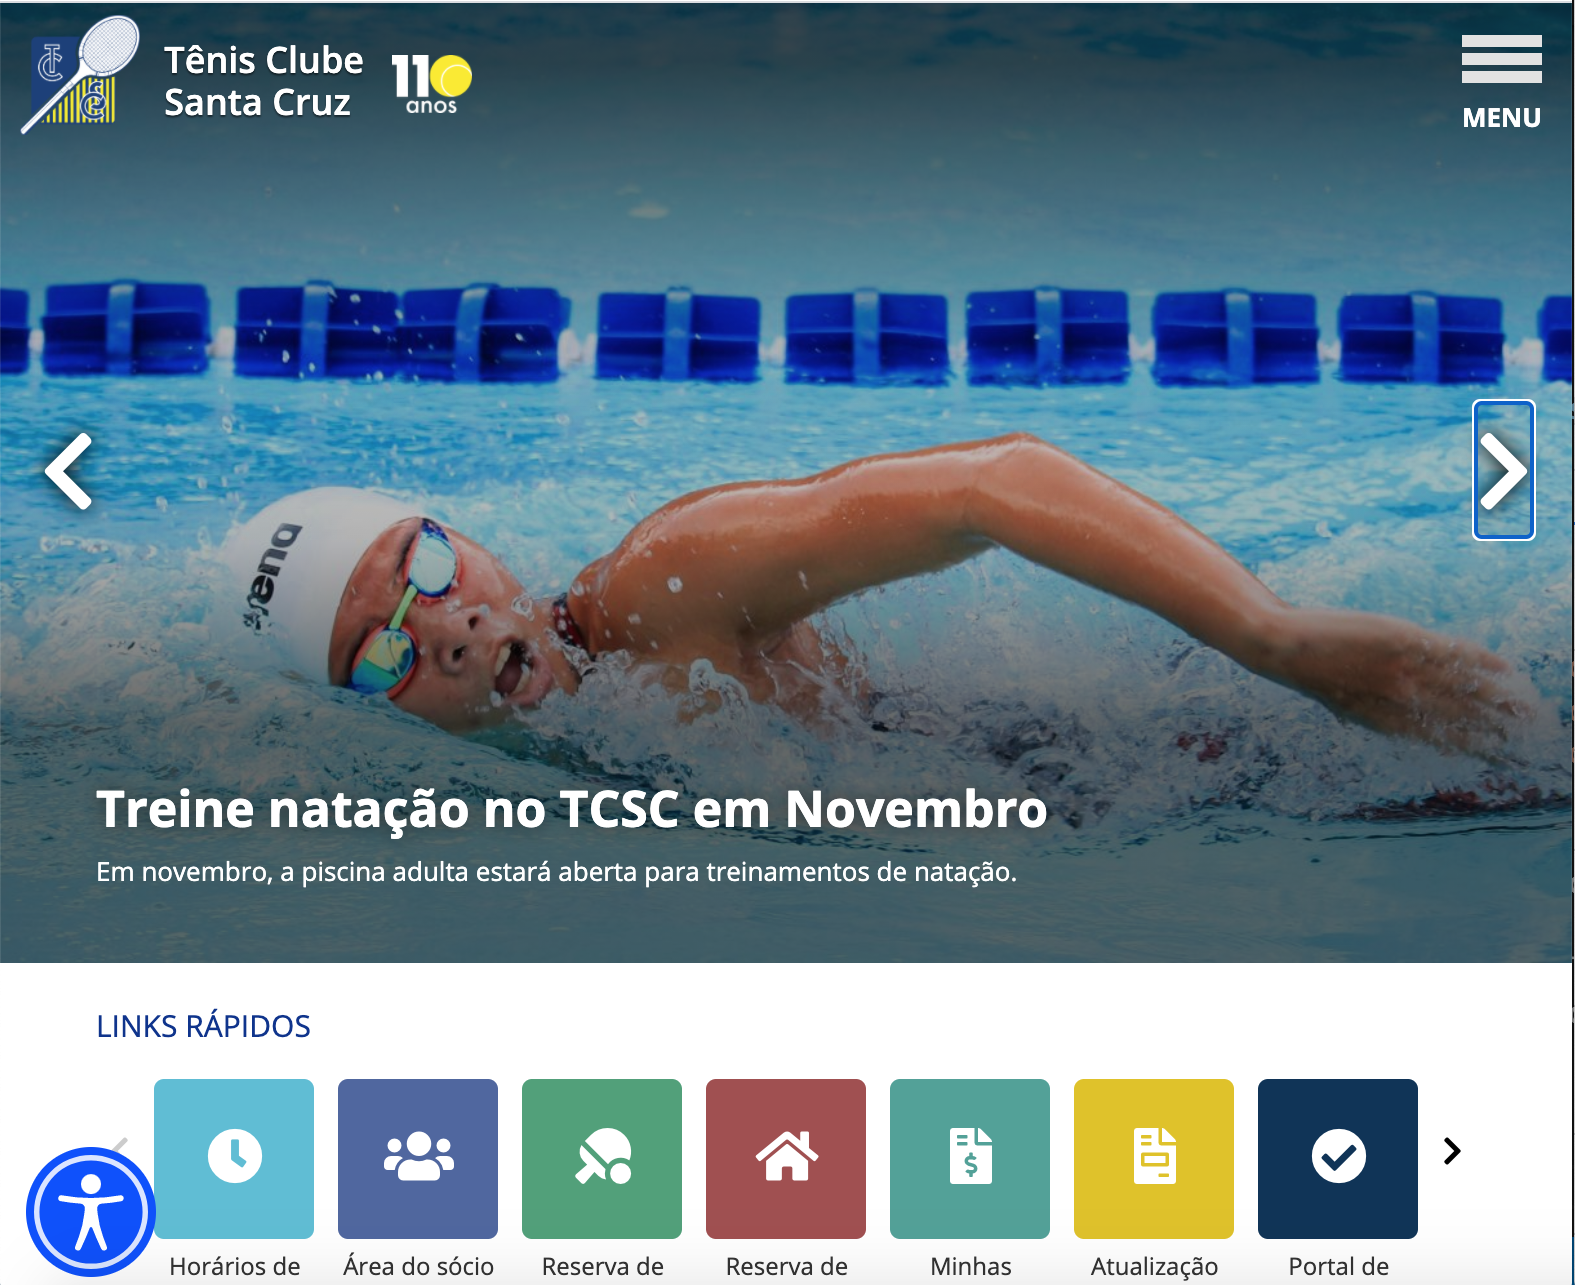 Tênis Clube
Santa Cruz
110
anos
MENU
arena
Treine natação no TCSC em Novembro
Em novembro, a piscina adulta estará aberta para treinamentos de natação.
LINKS RÁPIDOS
Horários de
Área do sócio
Reserva de
Reserva de
Minhas
Atualização
Portal de